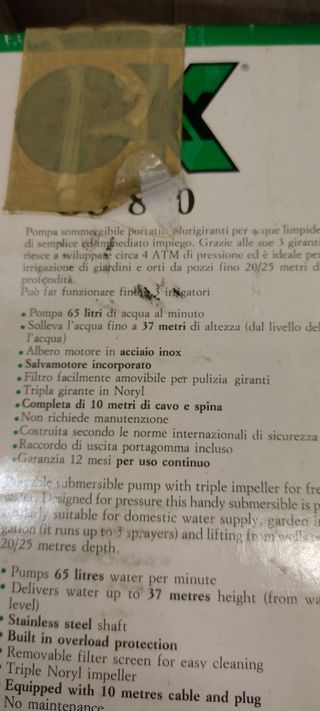 K®
8 0
Pompa sommergibile portatile plurigiranti per acque limpide
di semplice ed immediato impiego. Grazie alle sue 3 giranti
riesce a sviluppare circa 4 ATM di pressione ed è ideale per
irrigazione di giardini e orti da pozzi fino 20/25 metri di
profondità.
Può far funzionare fino a 3 irrigatori
• Pompa 65 litri di acqua al minuto
• Solleva l'acqua fino a 37 metri di altezza (dal livello del
l'acqua)
• Albero motore in acciaio inox
• Salvamotore incorporato
• Filtro facilmente amovibile per pulizia giranti
• Tripla girante in Noryl
• Completa di 10 metri di cavo e spina
• Non richiede manutenzione
• Costruita secondo le norme internazionali di sicurezza
• Raccordo di uscita portagomma incluso
• Garanzia 12 mesi per uso continuo
submersible pump with triple impeller for fre
water. Designed for pressure this handy submersible is p
suitable for domestic water supply, garden i
gation (it runs up to 3 sprayers) and lifting from wells
20/25 metres depth.
• Pumps 65 litres water per minute
• Delivers water up to 37 metres height (from wa
level)
• Stainless steel shaft
• Built in overload protection
• Removable filter screen for easy cleaning
• Triple Noryl impeller
• Equipped with 10 metres cable and plug
No maintenance